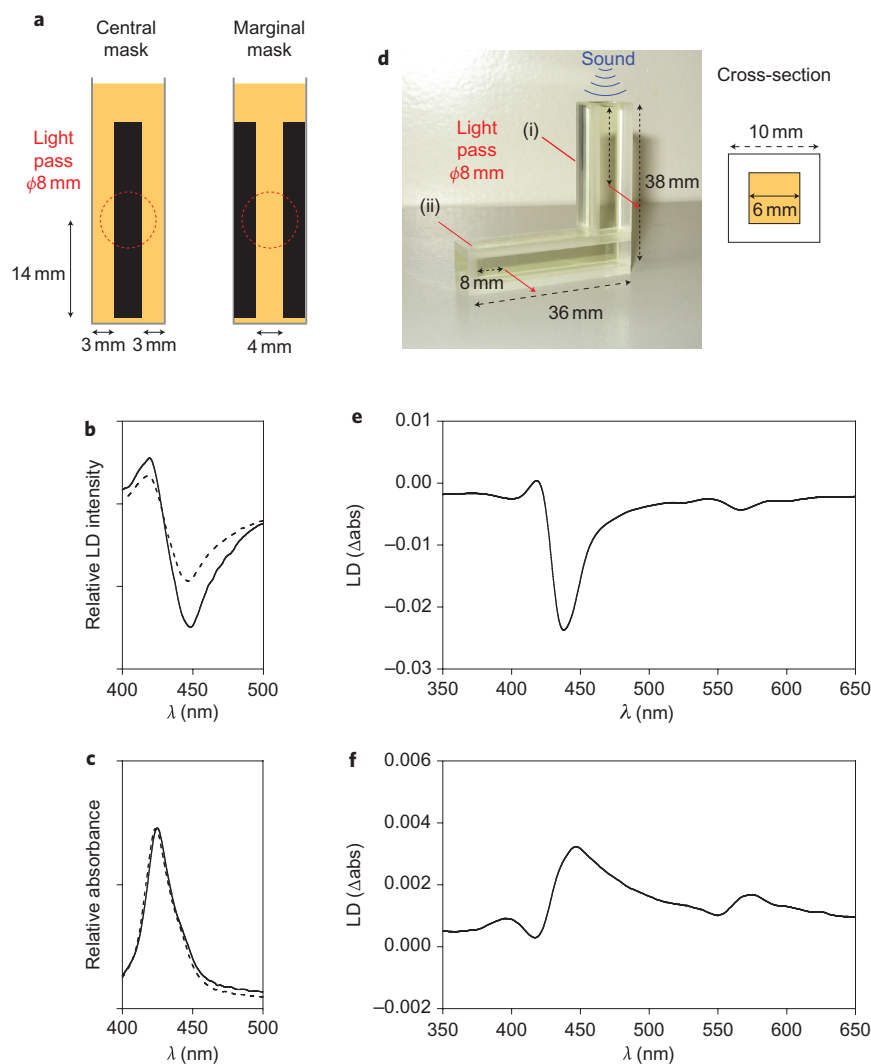 a
Central
mask
Marginal
mask
Light
pass
ϕ8 mm
14 mm
3 mm
3 mm
4 mm
d
Sound
Light
pass
ϕ8 mm
(i)
(ii)
38 mm
8 mm
36 mm
Cross-section
10 mm
6 mm
b
Relative LD intensity
400
450
500
λ (nm)
e
LD (Δabs)
0.01
0.00
−0.01
−0.02
−0.03
350
400
450
500
550
600
650
λ (nm)
c
Relative absorbance
400
450
500
λ (nm)
f
LD (Δabs)
0.006
0.004
0.002
0.000
−0.002
350
400
450
500
550
600
650
λ (nm)